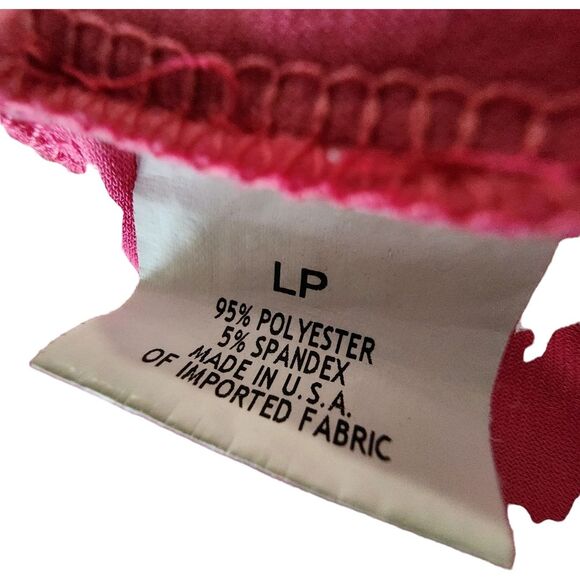 LP
95% POLYESTER
5% SPANDEX
MADE IN U.S.A.
OF IMPORTED FABRIC